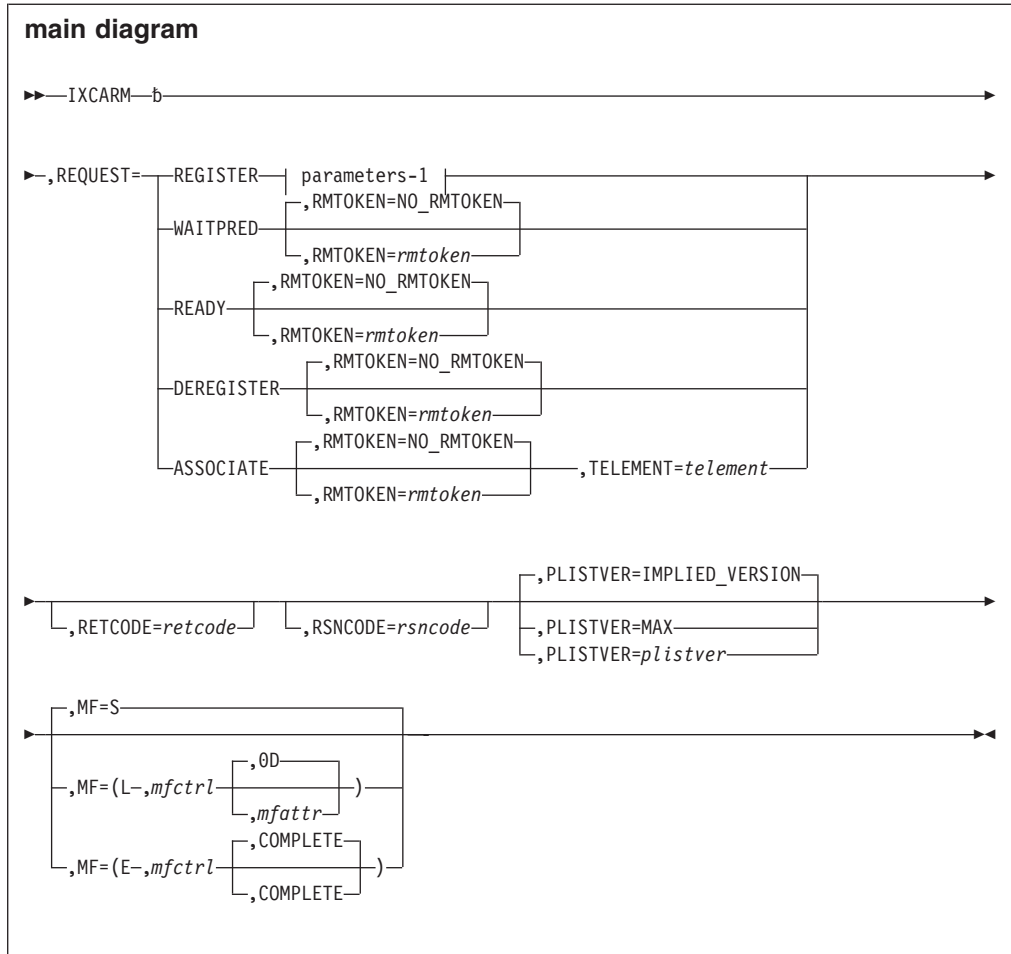 main diagram
IXCARM ␢
,REQUEST= REGISTER parameters-1
,RMTOKEN=NO_RMTOKEN
WAITPRED
,RMTOKEN=rmtoken
,RMTOKEN=NO_RMTOKEN
READY
,RMTOKEN=rmtoken
,RMTOKEN=NO_RMTOKEN
DEREGISTER
,RMTOKEN=rmtoken
,RMTOKEN=NO_RMTOKEN
ASSOCIATE ,TELEMENT=telement
,RMTOKEN=rmtoken
,PLISTVER=IMPLIED_VERSION
,RETCODE=retcode ,RSNCODE=rsncode ,PLISTVER=MAX
,PLISTVER=plistver
,MF=S
,0D
,MF=(L ,mfctrl )
,mfattr
,COMPLETE
,MF=(E ,mfctrl )
,COMPLETE